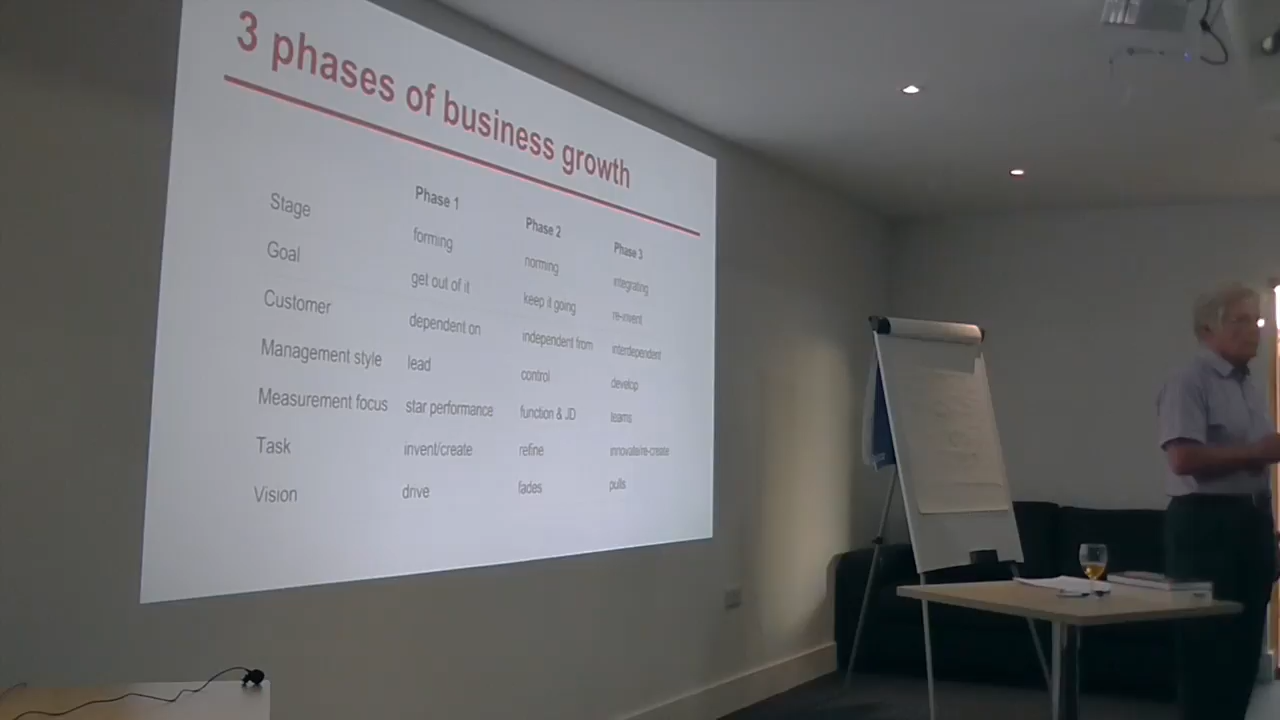 3 phases of business growth
Phase 1 Phase 2 Phase 3
Stage forming norming integrating
Goal get out of it keep it going re-invent
Customer dependent on independent from interdependent
Management style lead control develop
Measurement focus star performance function & JD teams
Task invent/create refine innovate/re-create
Vision drive fades pulls